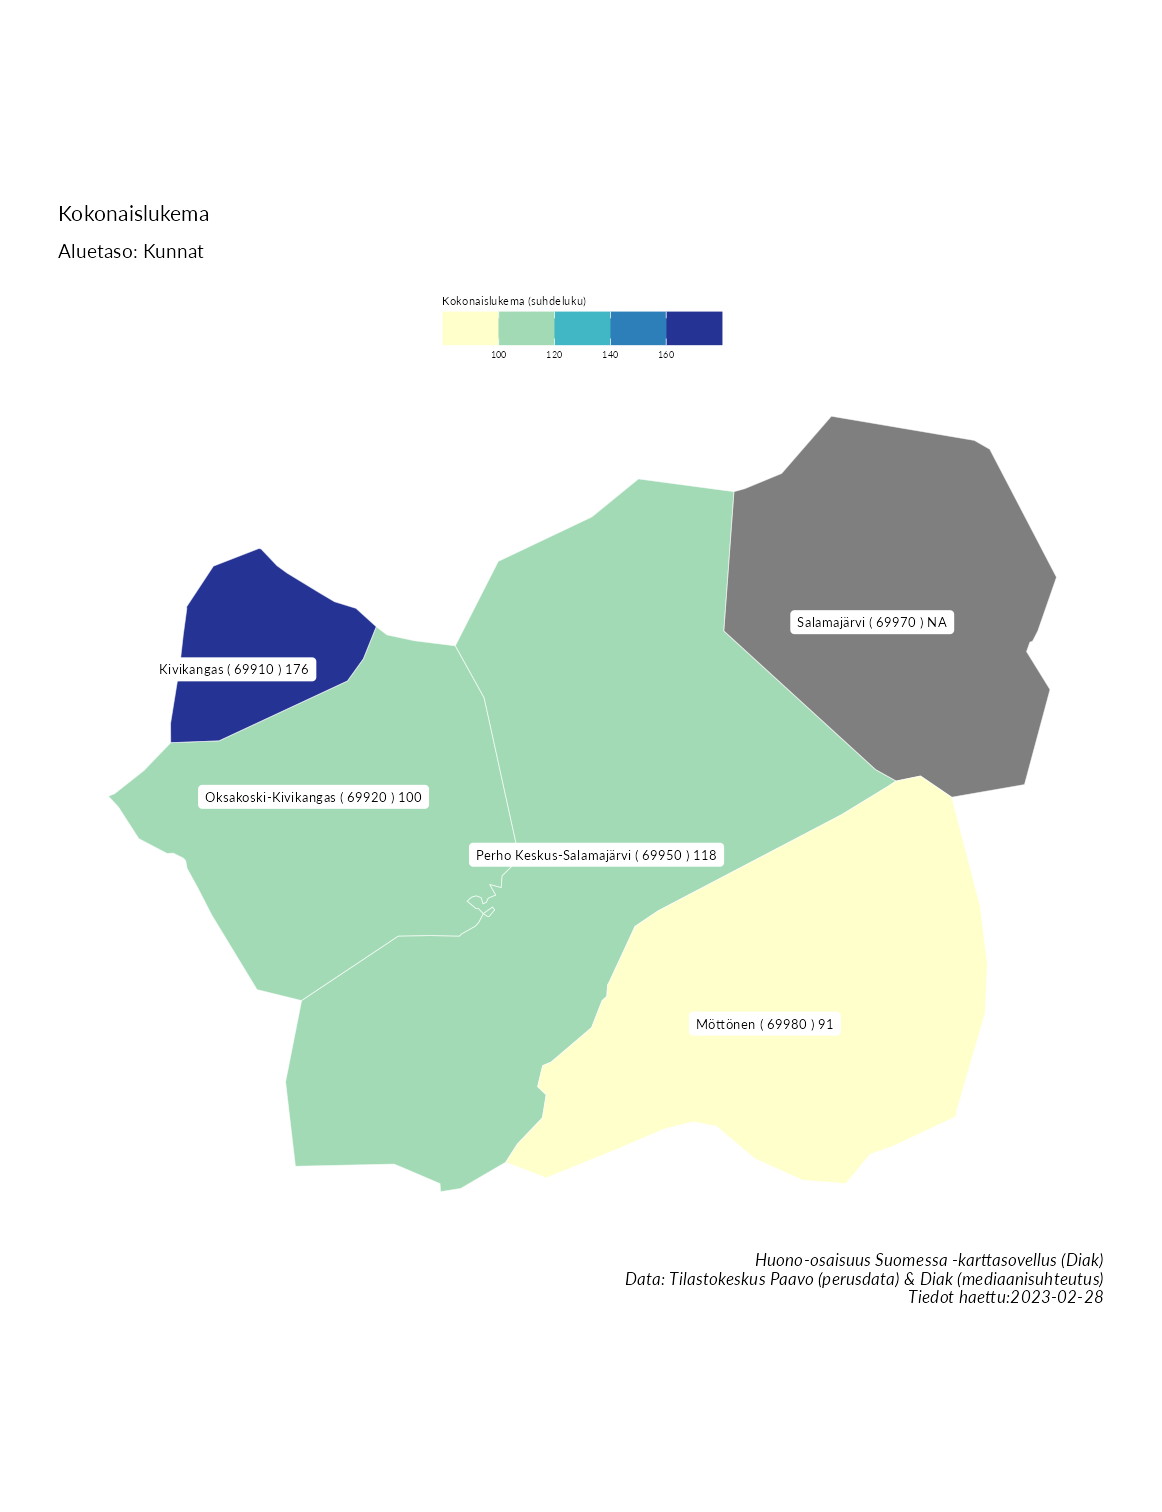 Kokonaislukema
Aluetaso: Kunnat
Kokonaislukema (suhdeluku)
100 120 140 160
Salamajärvi ( 69970 ) NA
Kivikangas ( 69910 ) 176
Oksakoski-Kivikangas ( 69920 ) 100
Perho Keskus-Salamajärvi ( 69950 ) 118
Möttönen ( 69980 ) 91
Huono-osaisuus Suomessa -karttasovellus (Diak)
Data: Tilastokeskus Paavo (perusdata) & Diak (mediaanisuhteutus)
Tiedot haettu:2023-02-28